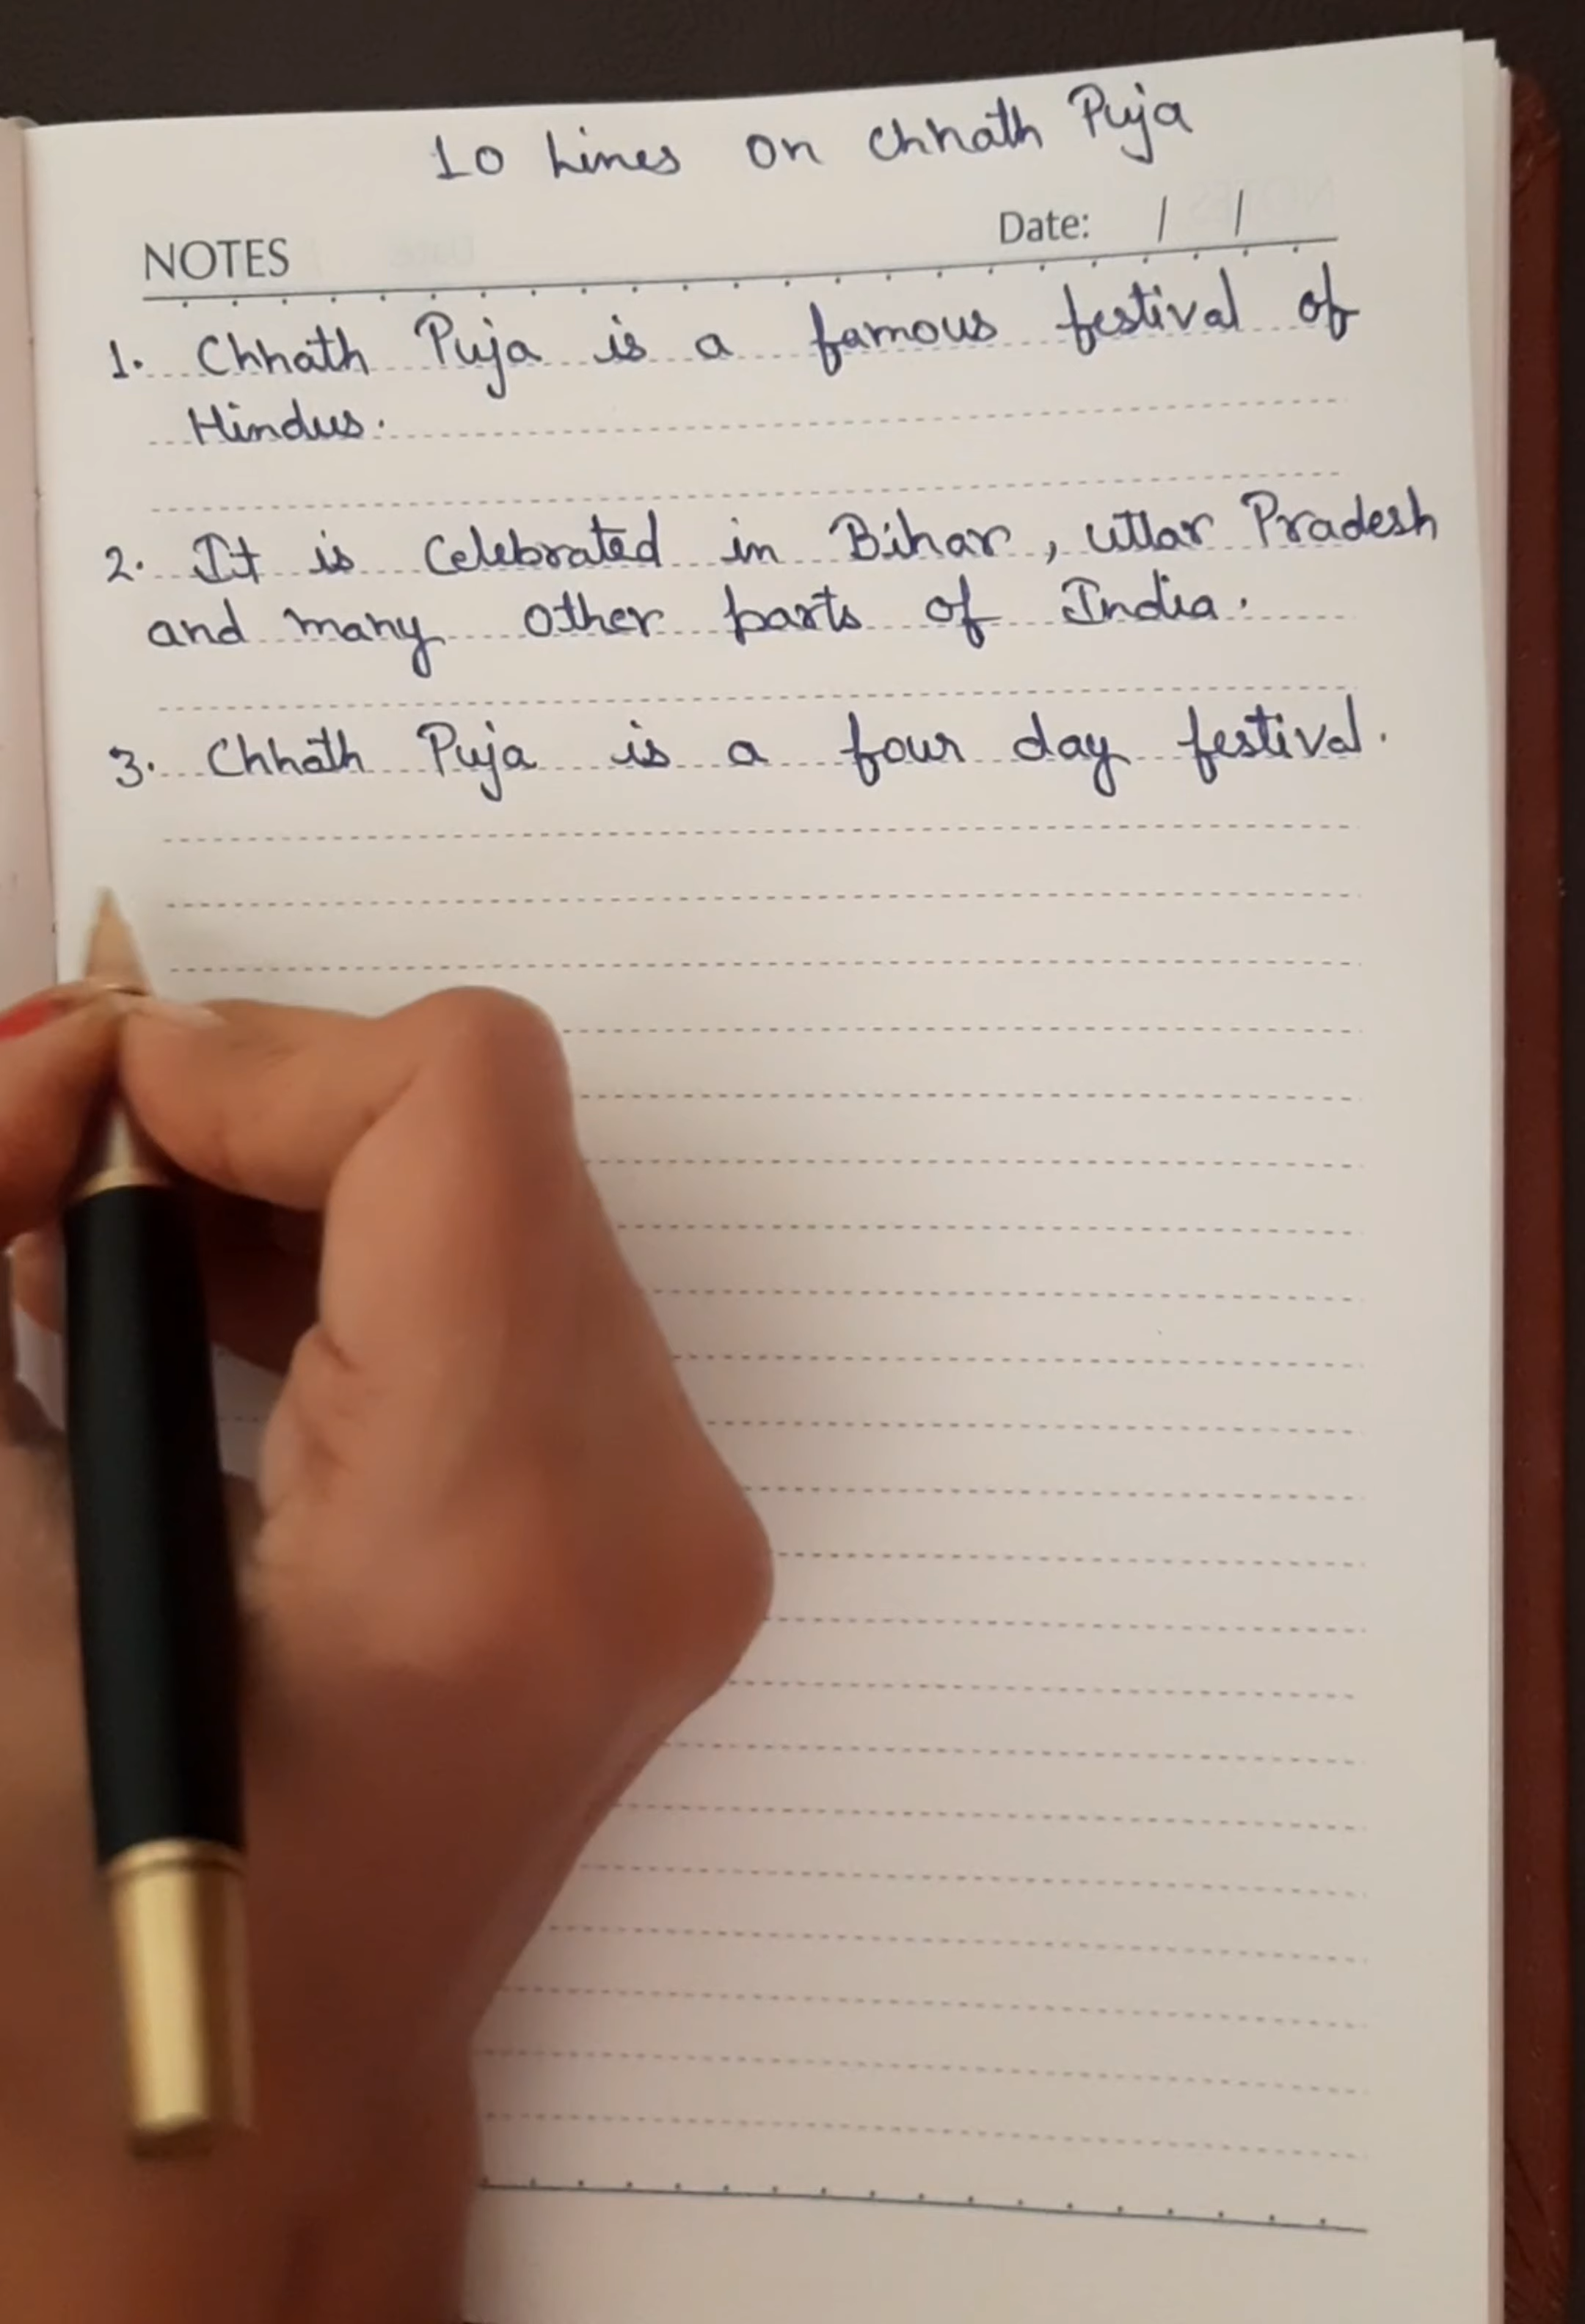 10 Lines on Chhath Puja
NOTES Date: / /
1. Chhath Puja is a famous festival of
Hindus.
2. It is Celebrated in Bihar, Uttar Pradesh
and many other parts of India.
3. Chhath Puja is a four day festival.